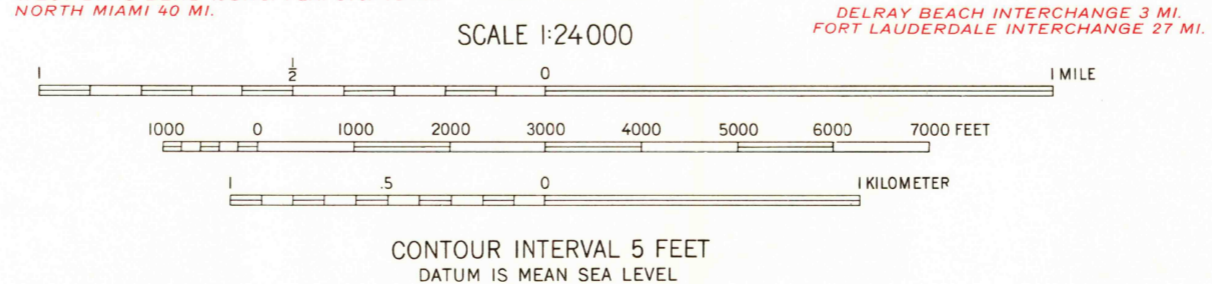 NORTH MIAMI 40 MI.
DELRAY BEACH INTERCHANGE 3 MI.
FORT LAUDERDALE INTERCHANGE 27 MI.
SCALE 1:24000
1 ½ 0 1 MILE
1000 0 1000 2000 3000 4000 5000 6000 7000 FEET
1 .5 0 1 KILOMETER
CONTOUR INTERVAL 5 FEET
DATUM IS MEAN SEA LEVEL